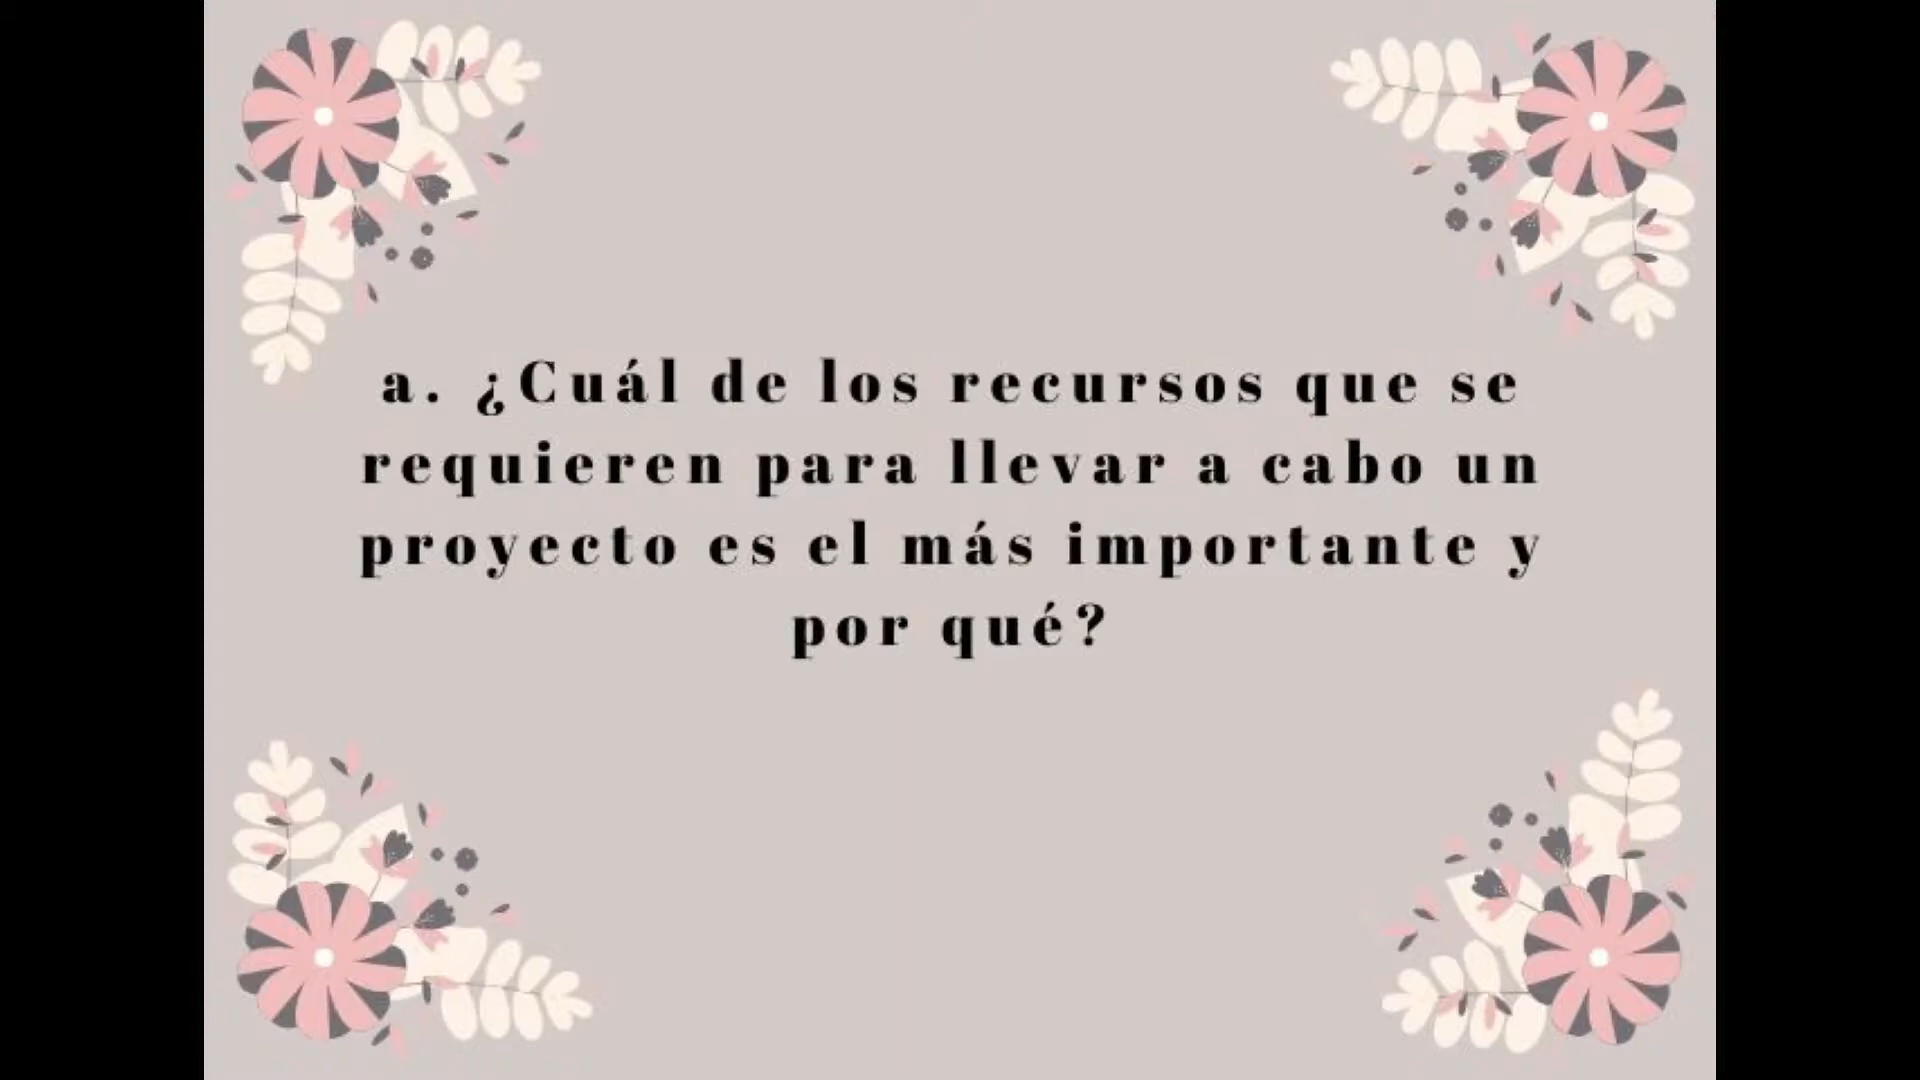 a. ¿Cuál de los recursos que se
requieren para llevar a cabo un
proyecto es el más importante y
por qué?